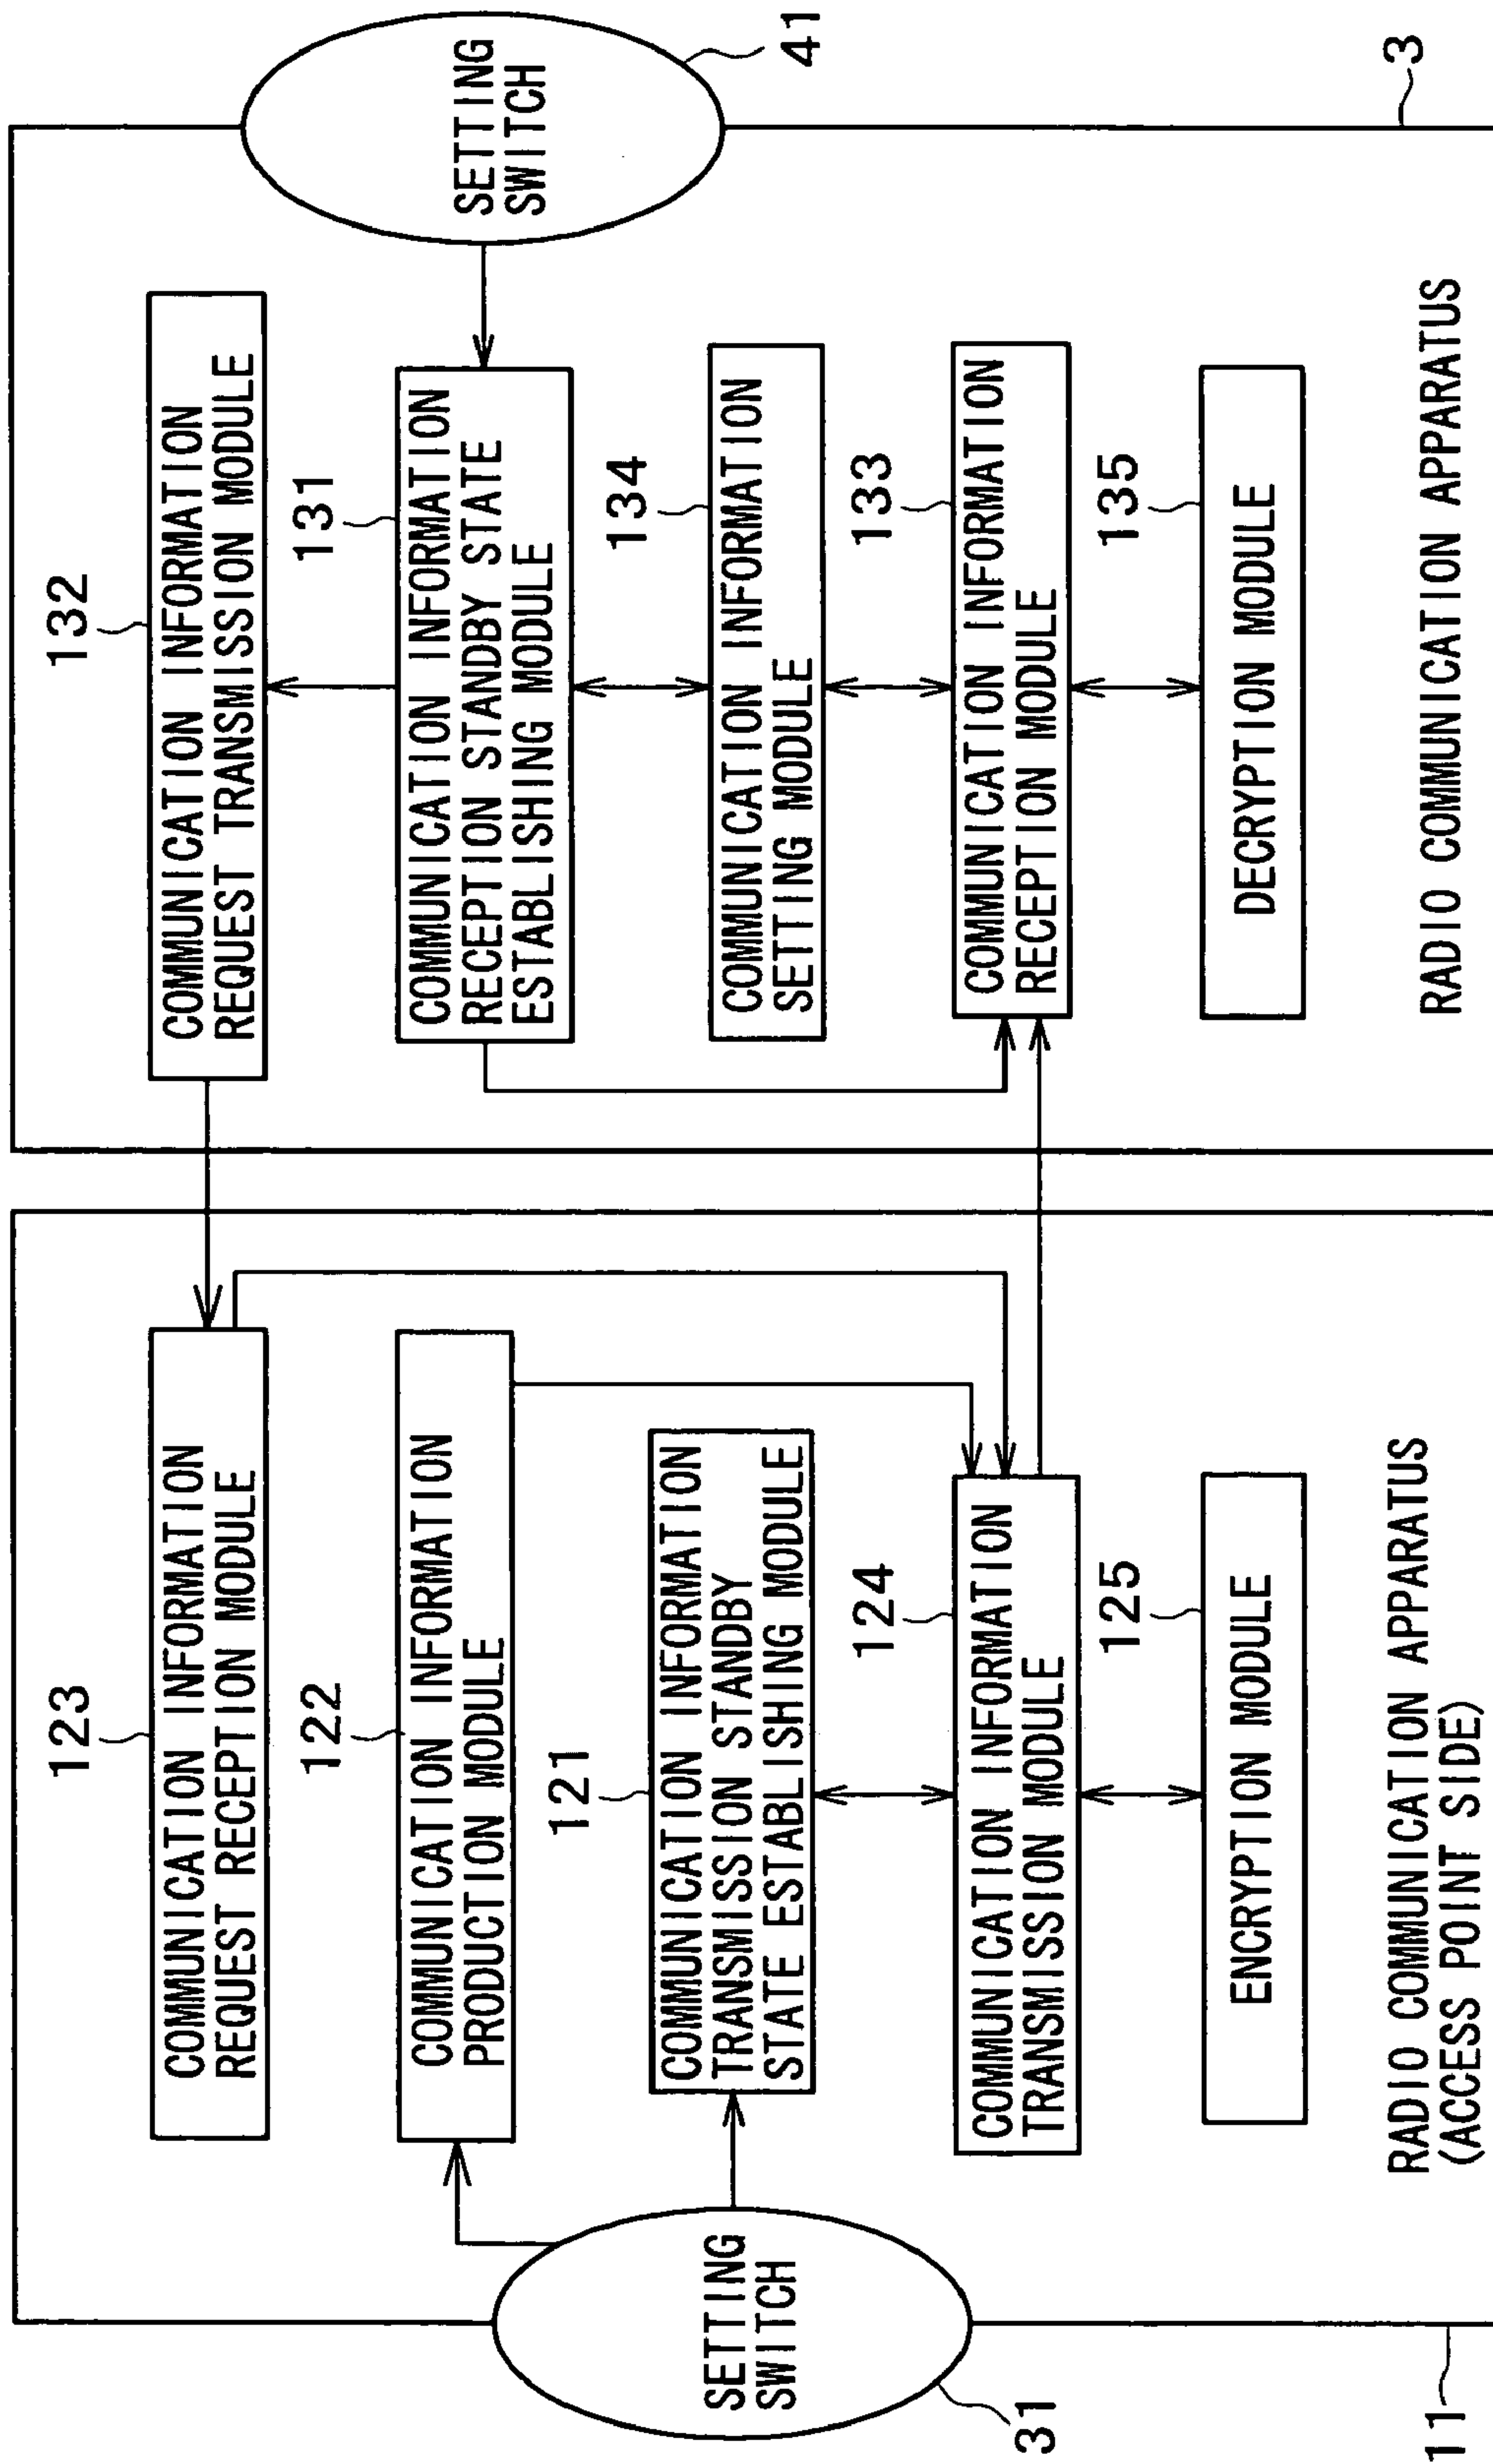 123
COMMUNICATION INFORMATION
REQUEST RECEPTION MODULE
122
COMMUNICATION INFORMATION
PRODUCTION MODULE
121
COMMUNICATION INFORMATION
TRANSMISSION STANDBY
STATE ESTABLISHING MODULE
SETTING
SWITCH
31
124
COMMUNICATION INFORMATION
TRANSMISSION MODULE
125
ENCRYPTION MODULE
RADIO COMMUNICATION APPARATUS
(ACCESS POINT SIDE)
11
132
COMMUNICATION INFORMATION
REQUEST TRANSMISSION MODULE
131
COMMUNICATION INFORMATION
RECEPTION STANDBY STATE
ESTABLISHING MODULE
SETTING
SWITCH
41
134
COMMUNICATION INFORMATION
SETTING MODULE
133
COMMUNICATION INFORMATION
RECEPTION MODULE
135
DECRYPTION MODULE
RADIO COMMUNICATION APPARATUS
3